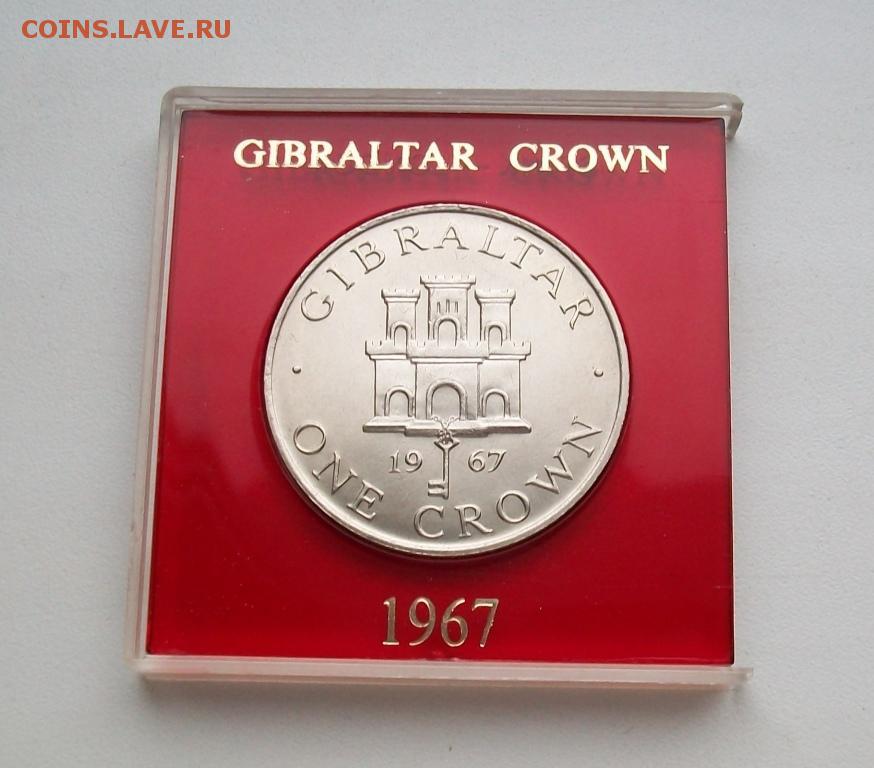 COINS.LAVE.RU
GIBRALTAR CROWN
· GIBRALTAR ·
19 67
ONE CROWN
1967